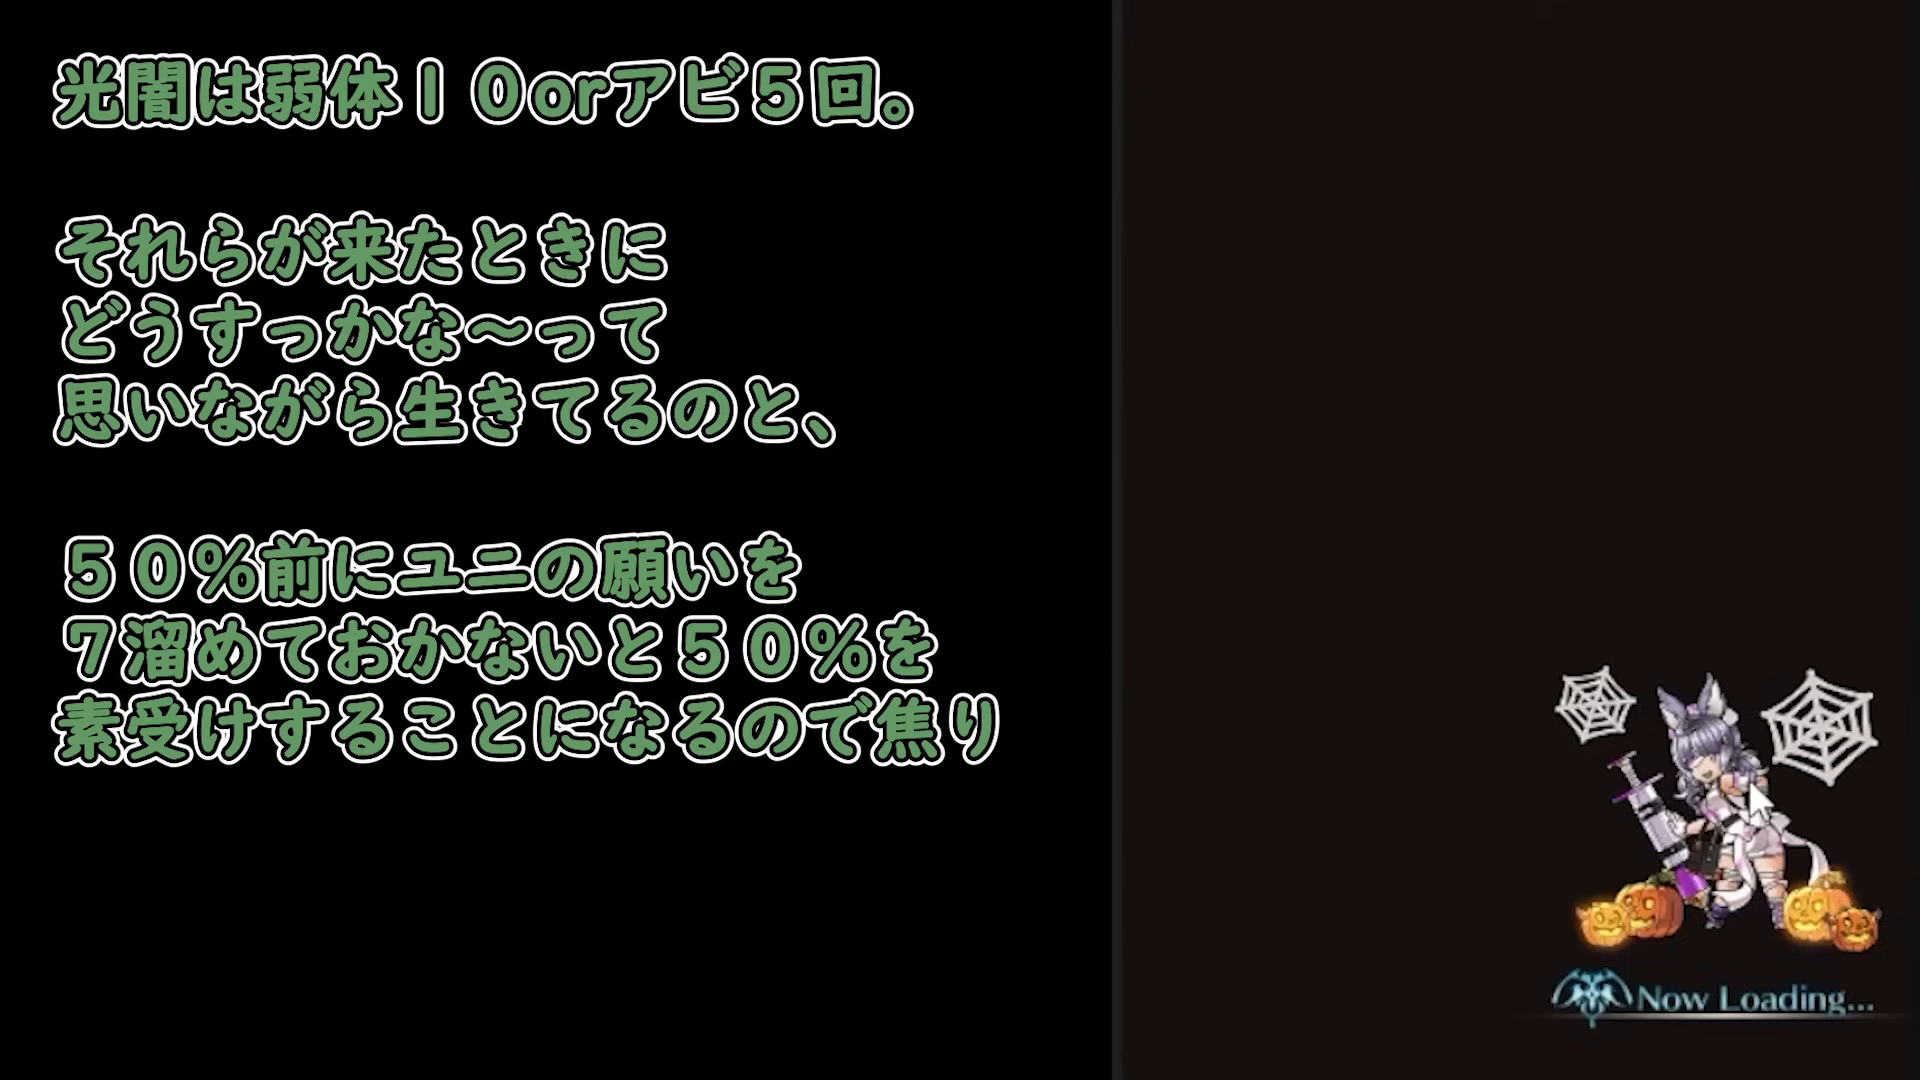 光闇は弱体１０orアビ５回。
それらが来たときに
どうすっかな～って
思いながら生きてるのと、
５０％前にユニの願いを
７溜めておかないと５０％を
素受けすることになるので焦り
Now Loading...